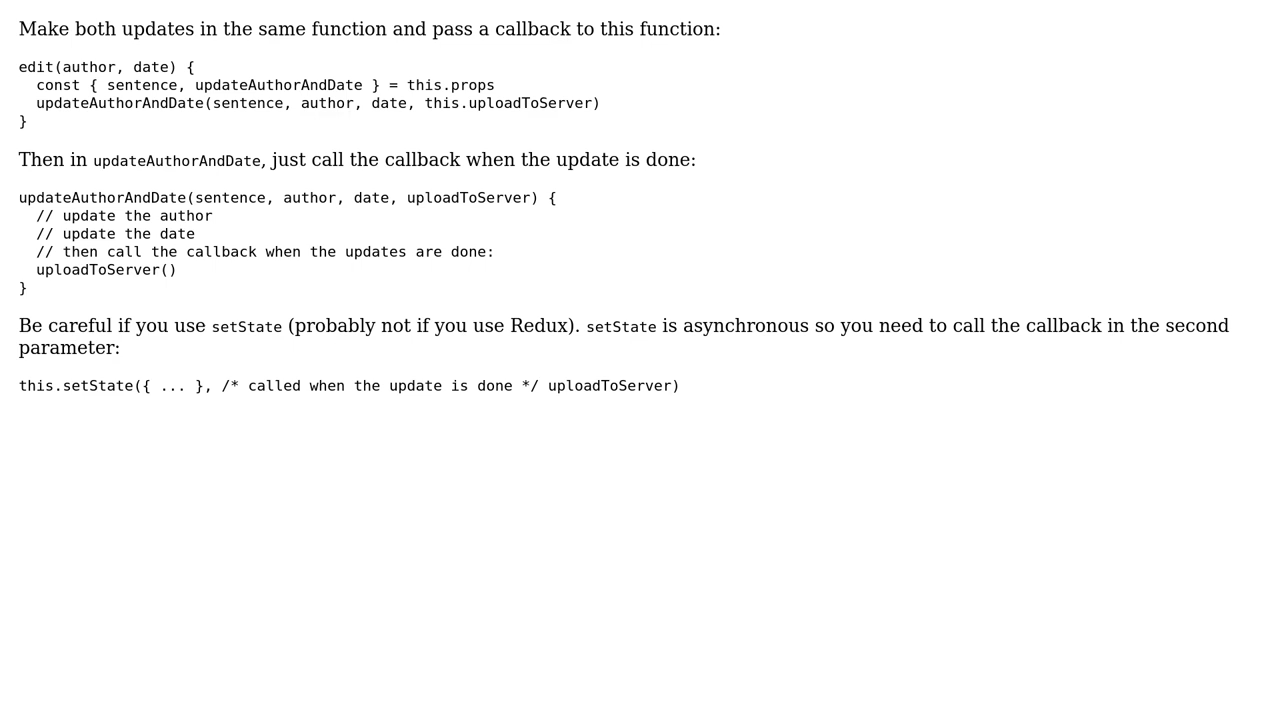 Make both updates in the same function and pass a callback to this function:
edit(author, date) {
  const { sentence, updateAuthorAndDate } = this.props
  updateAuthorAndDate(sentence, author, date, this.uploadToServer)
}
Then in updateAuthorAndDate, just call the callback when the update is done:
updateAuthorAndDate(sentence, author, date, uploadToServer) {
  // update the author
  // update the date
  // then call the callback when the updates are done:
  uploadToServer()
}
Be careful if you use setState (probably not if you use Redux). setState is asynchronous so you need to call the callback in the second
parameter:
this.setState({ ... }, /* called when the update is done */ uploadToServer)